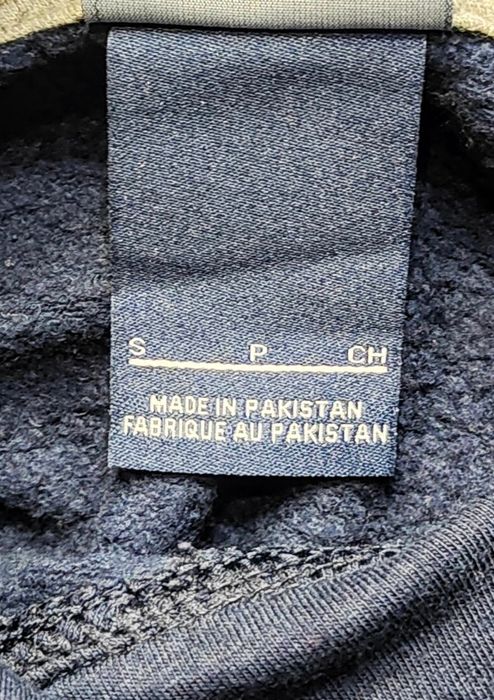 S P CH
MADE IN PAKISTAN
FABRIQUE AU PAKISTAN